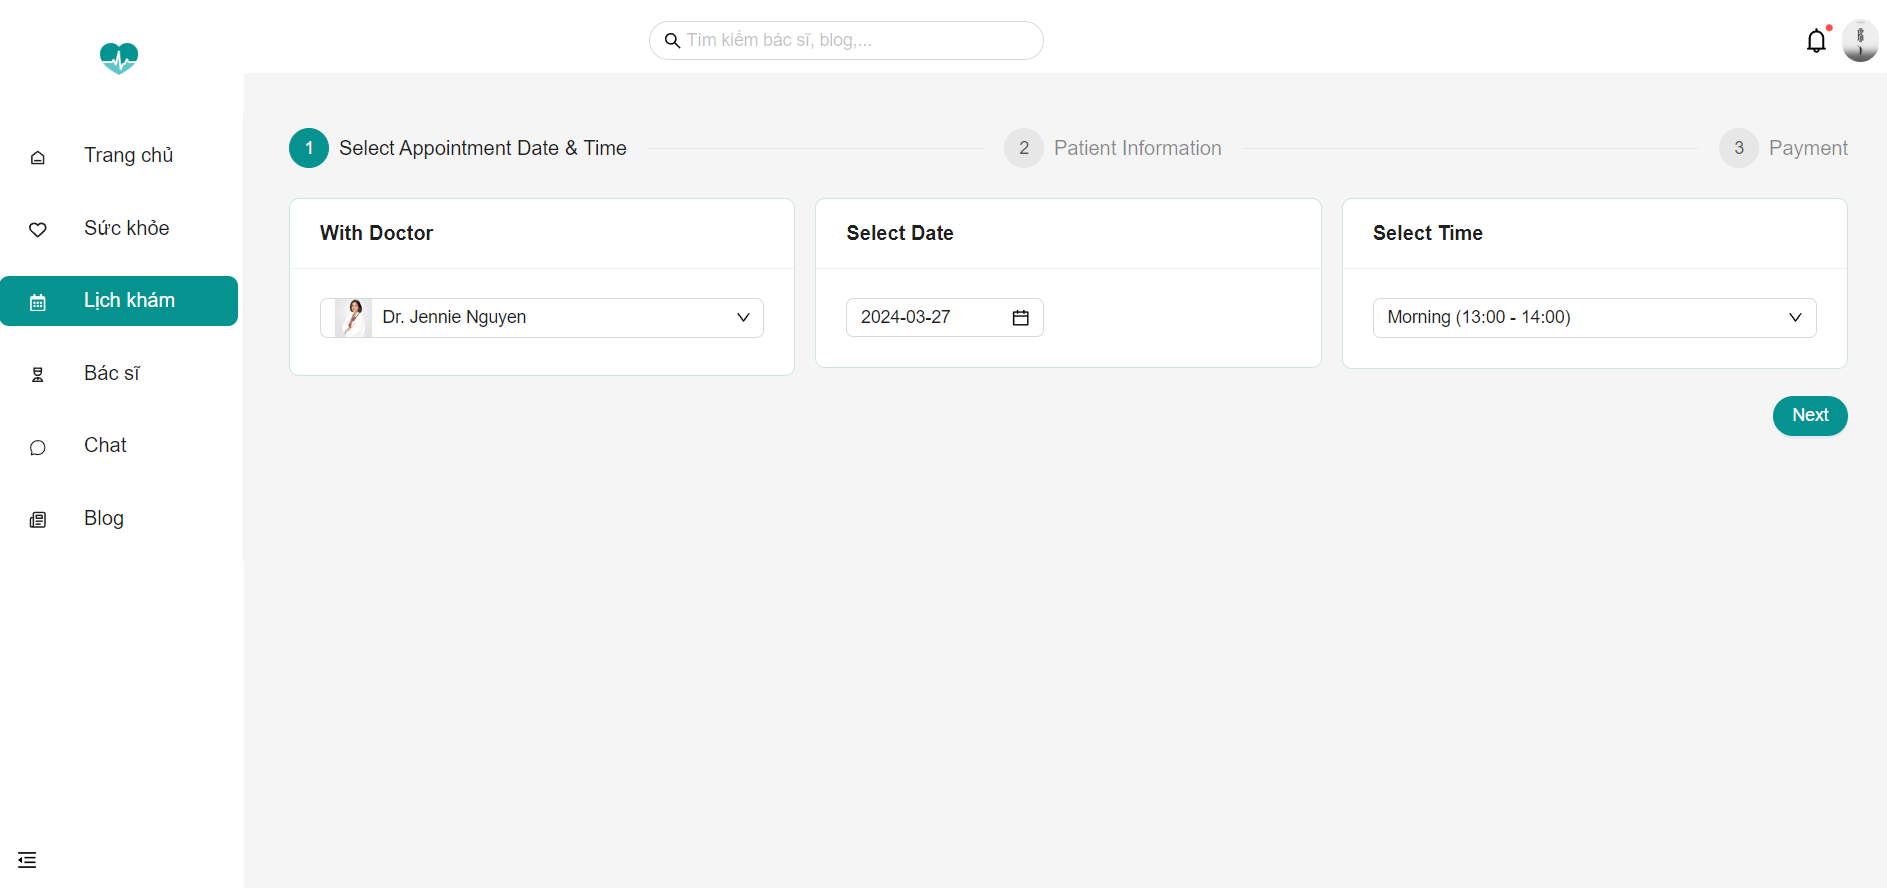 Tìm kiếm bác sĩ, blog,...
Trang chủ
Sức khỏe
Lịch khám
Bác sĩ
Chat
Blog
1 Select Appointment Date & Time
2 Patient Information
3 Payment
With Doctor
Dr. Jennie Nguyen
Select Date
2024-03-27
Select Time
Morning (13:00 - 14:00)
Next